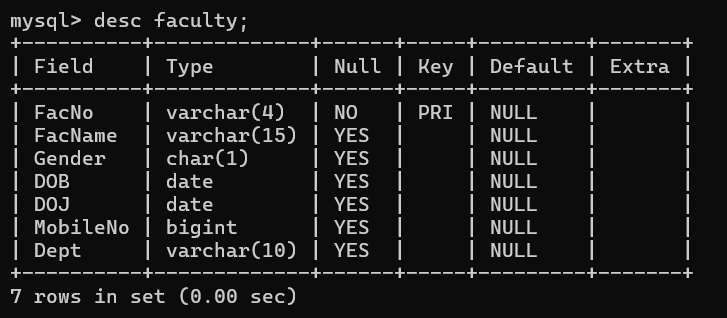 mysql> desc faculty;
+-----------+-------------+------+-----+---------+-------+
| Field     | Type        | Null | Key | Default | Extra |
+-----------+-------------+------+-----+---------+-------+
| FacNo     | varchar(4)  | NO   | PRI | NULL    |       |
| FacName   | varchar(15) | YES  |     | NULL    |       |
| Gender    | char(1)     | YES  |     | NULL    |       |
| DOB       | date        | YES  |     | NULL    |       |
| DOJ       | date        | YES  |     | NULL    |       |
| MobileNo  | bigint      | YES  |     | NULL    |       |
| Dept      | varchar(10) | YES  |     | NULL    |       |
+-----------+-------------+------+-----+---------+-------+
7 rows in set (0.00 sec)